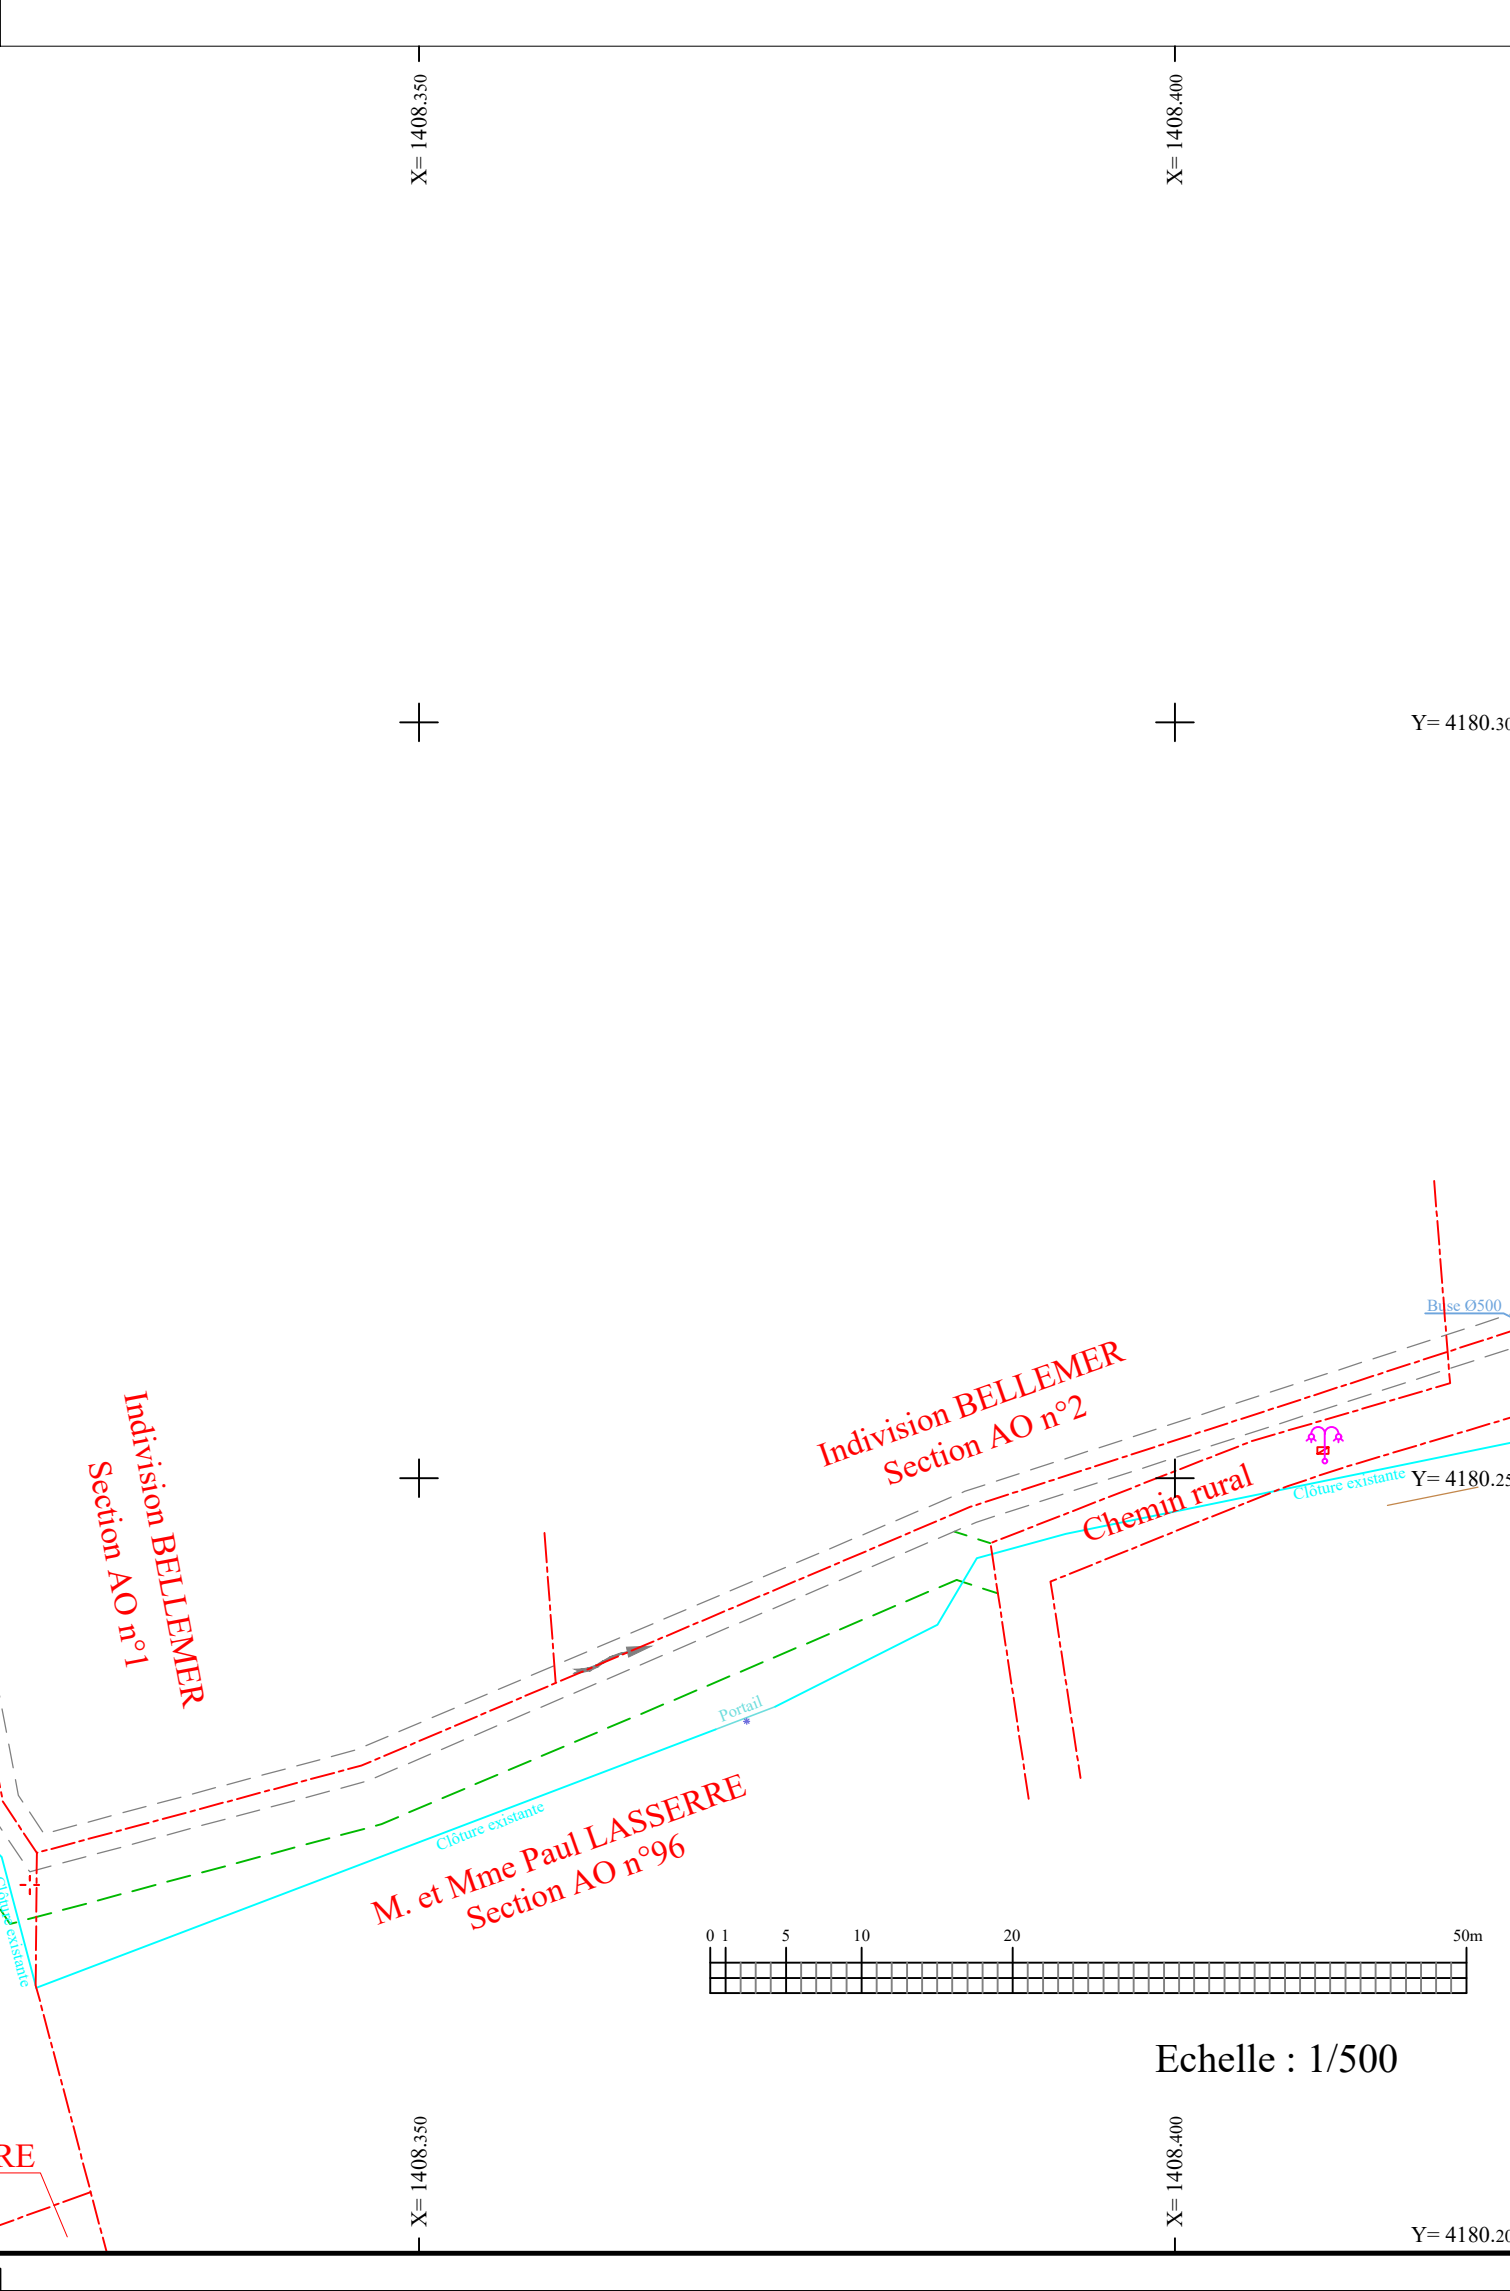 X= 1408.350
X= 1408.400
Y= 4180.30
Buse Ø500
Indivision BELLEMER
Section AO n°2
Indivision BELLEMER
Section AO n°1
Chemin rural
Clôture existante
Y= 4180.25
Portail
Clôture existante
M. et Mme Paul LASSERRE
Section AO n°96
Clôture existante
0 1 5 10 20 50m
Echelle : 1/500
RE
X= 1408.350
X= 1408.400
Y= 4180.20